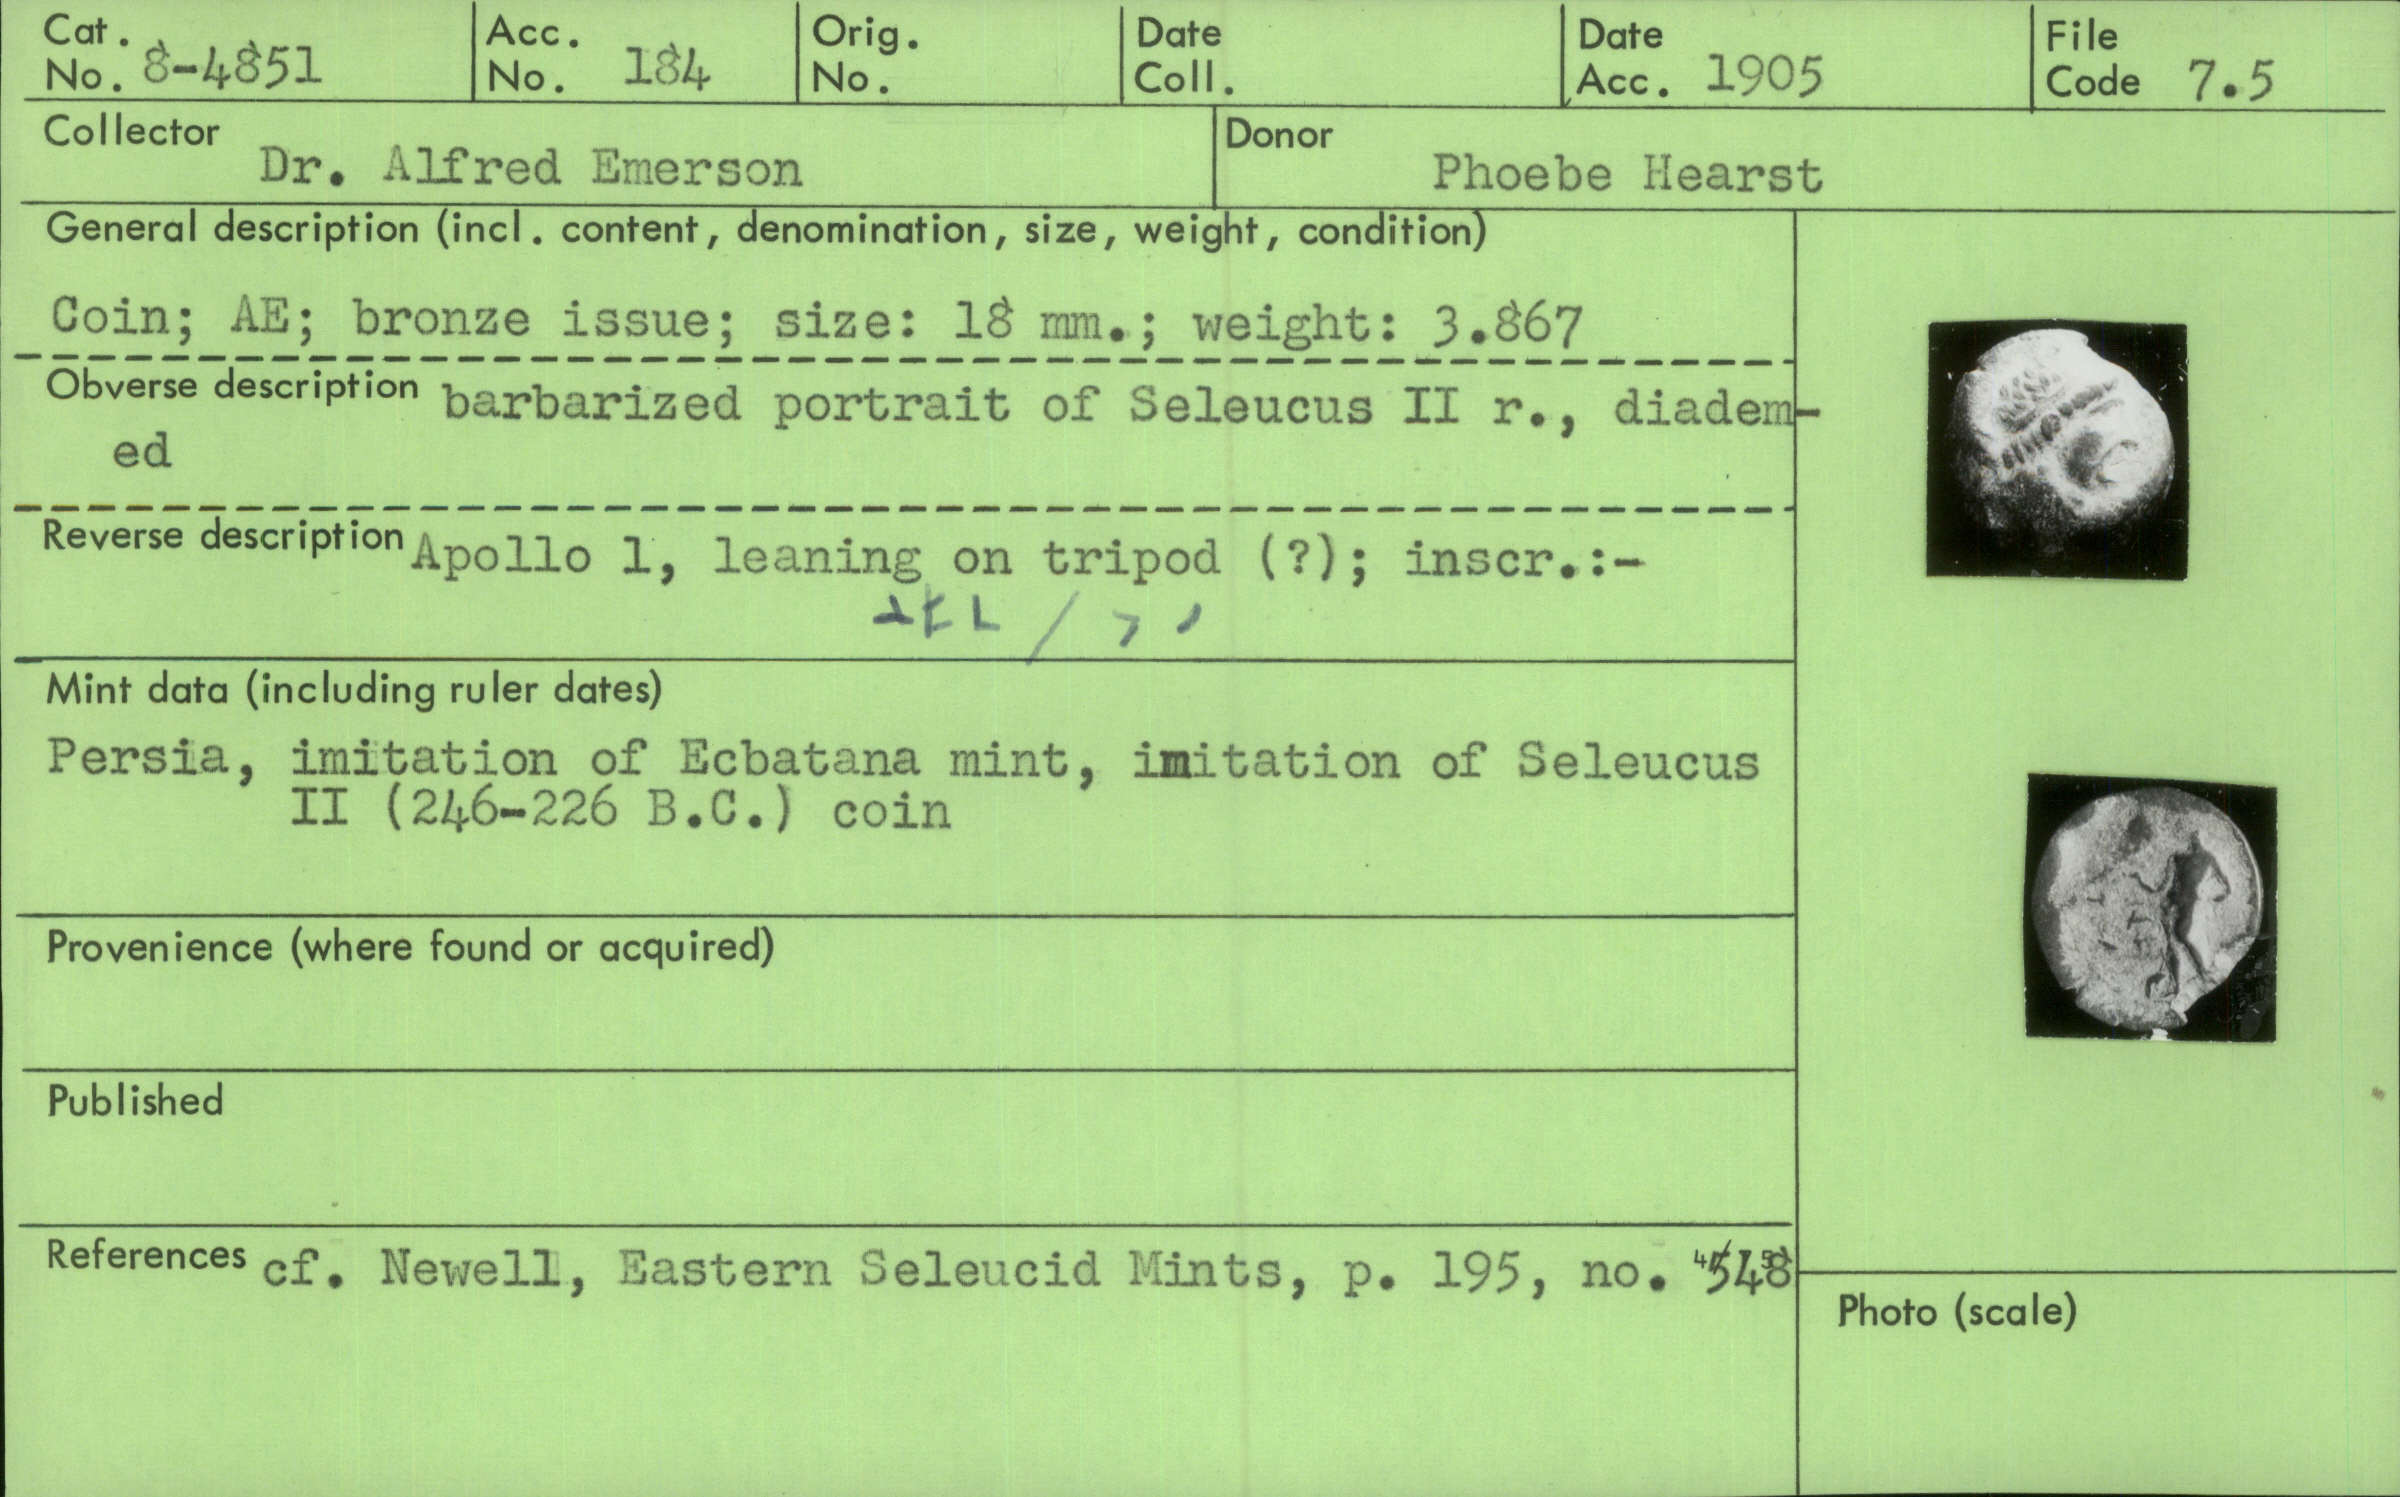 Cat. No. 8-4851
Acc. No. 184
Orig. No.
Date Coll.
Date Acc. 1905
File Code 7.5
Collector Dr. Alfred Emerson
Donor Phoebe Hearst
General description (incl. content, denomination, size, weight, condition)
Coin; AE; bronze issue; size: 18 mm.; weight: 3.867
Obverse description barbarized portrait of Seleucus II r., diadem-
ed
Reverse description Apollo l, leaning on tripod (?); inscr.:-
Mint data (including ruler dates)
Persia, imitation of Ecbatana mint, imitation of Seleucus
II (246-226 B.C.) coin
Provenience (where found or acquired)
Published
References cf. Newell, Eastern Seleucid Mints, p. 195, no.
Photo (scale)